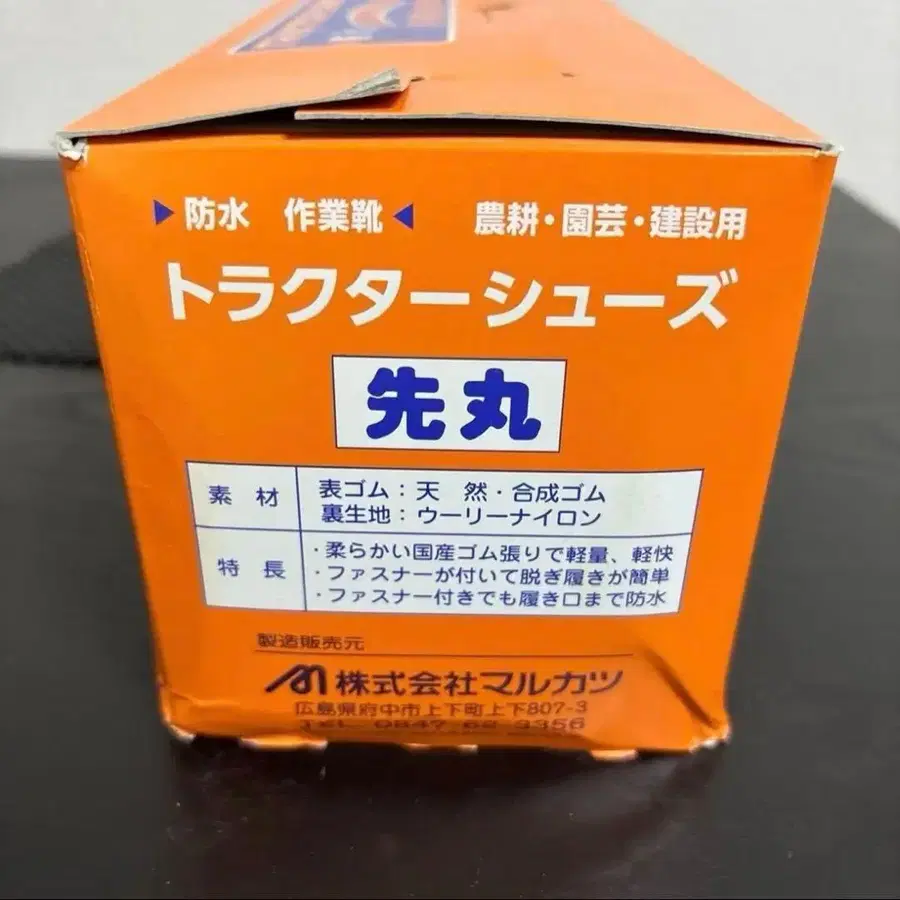 防水 作業靴 農耕・園芸・建設用
トラクターシューズ
先丸
素材
表ゴム：天 然・合成ゴム
裏生地：ウーリーナイロン
特長
・柔らかい国産ゴム張りで軽量、軽快
・ファスナーが付いて脱ぎ履きが簡単
・ファスナー付きでも履き口まで防水
製造販売元
株式会社マルカツ
広島県府中市上下町上下807-3
TEL 0847-62-3356